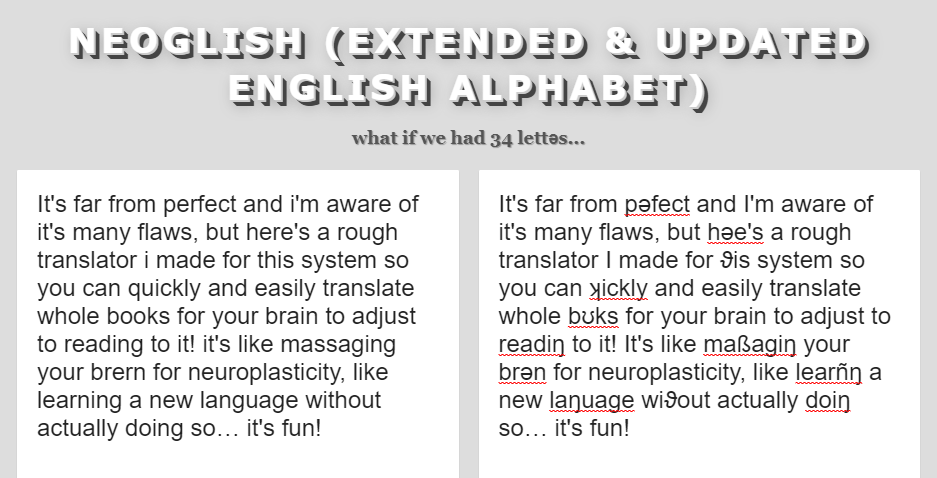 NEOGLISH (EXTENDED & UPDATED
ENGLISH ALPHABET)
what if we had 34 lettəs...
It's far from perfect and i'm aware of
it's many flaws, but here's a rough
translator i made for this system so
you can quickly and easily translate
whole books for your brain to adjust
to reading to it! it's like massaging
your brern for neuroplasticity, like
learning a new language without
actually doing so… it's fun!
It's far from pəfect and I'm aware of
it's many flaws, but həe's a rough
translator I made for ϑis system so
you can ʞickly and easily translate
whole bʊks for your brain to adjust to
readiŋ to it! It's like maßagiŋ your
brən for neuroplasticity, like learñŋ a
new laŋuage wiϑout actually doiŋ
so… it's fun!